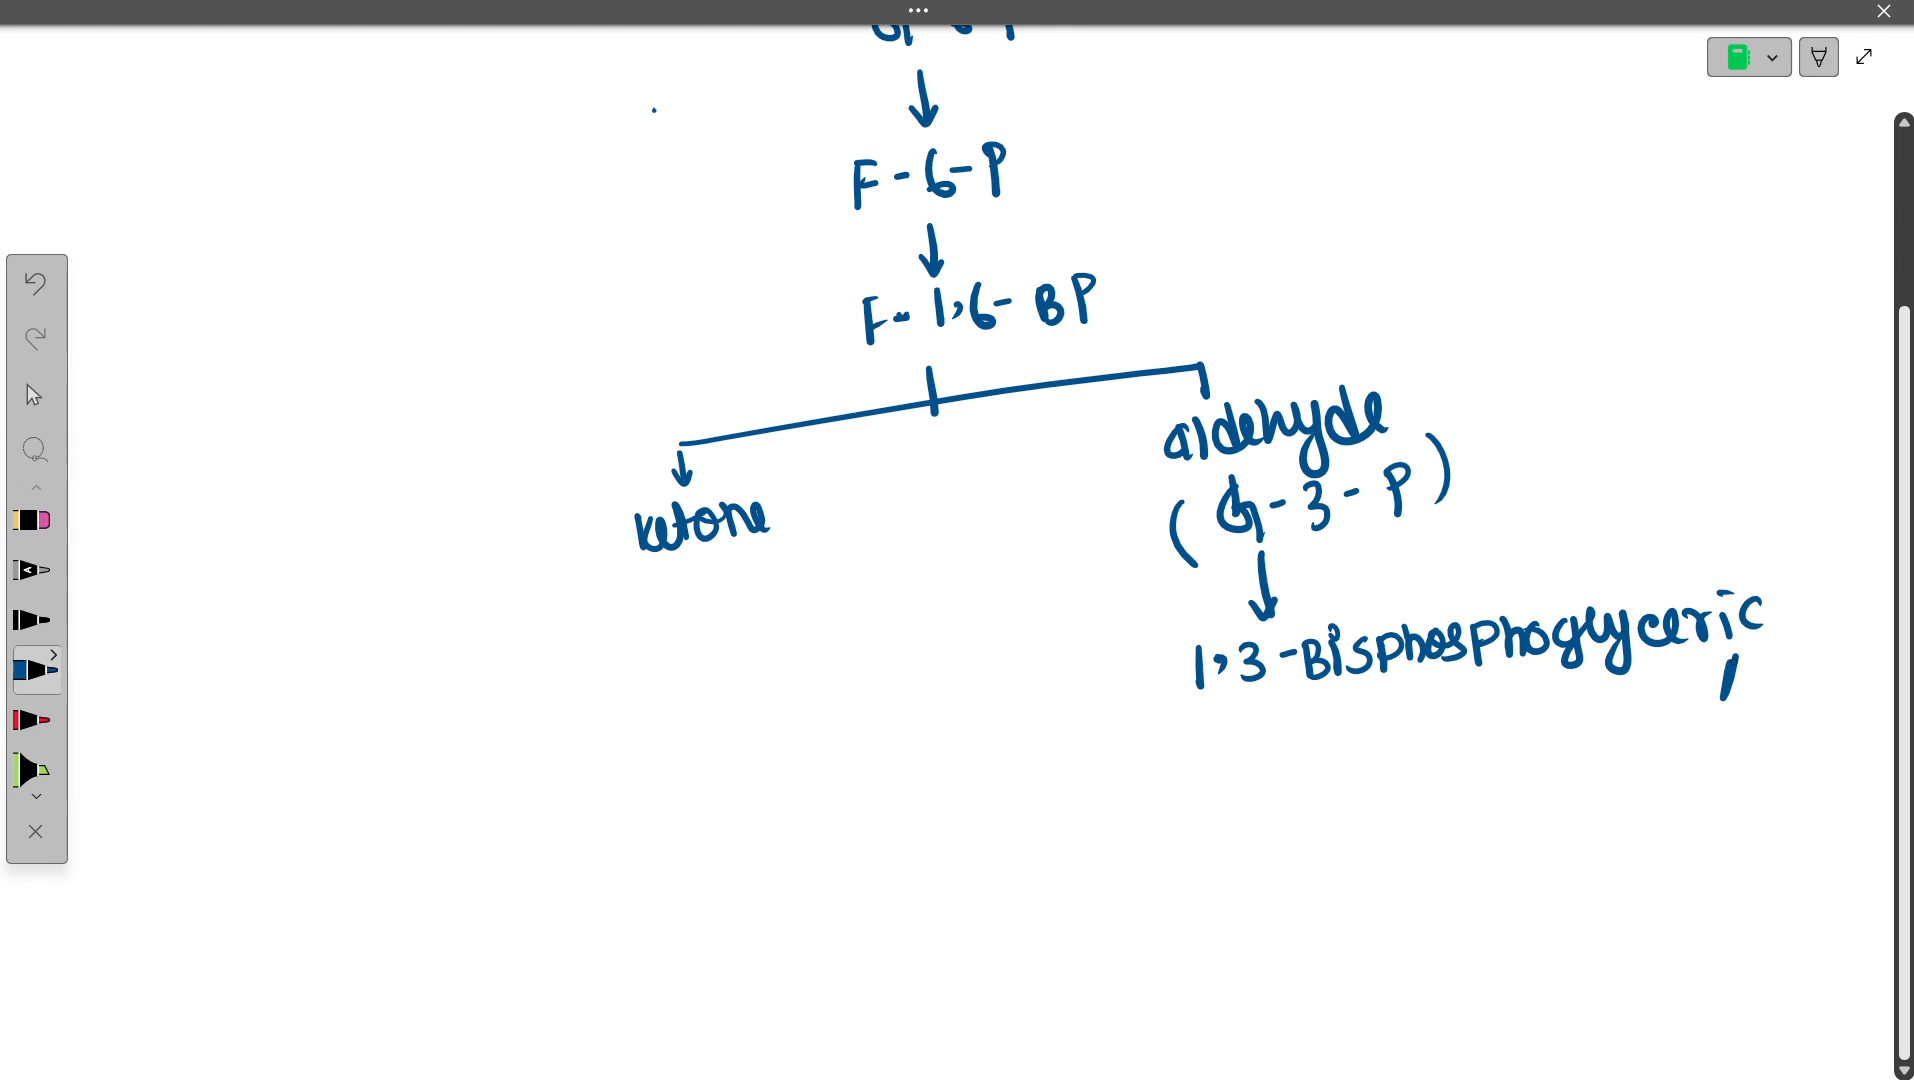 F-6-P
F-1,6-BP
aldehyde
(G-3-P)
ketone
1,3-Bisphosphoglyceric